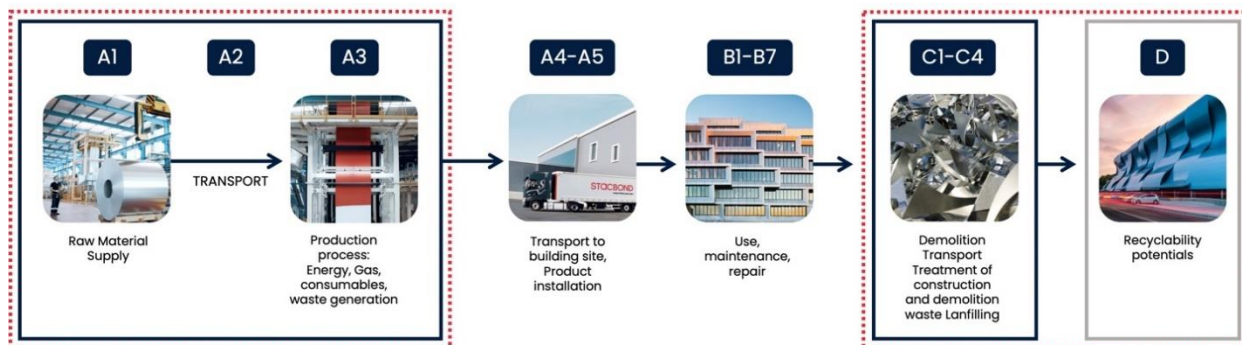 A1
A2
A3
A4-A5
B1-B7
C1-C4
D
TRANSPORT
STACBOND
Raw Material
Supply
Production
process:
Energy, Gas,
consumables,
waste generation
Transport to
building site,
Product
installation
Use,
maintenance,
repair
Demolition
Transport
Treatment of
construction
and demolition
waste Lanfilling
Recyclability
potentials